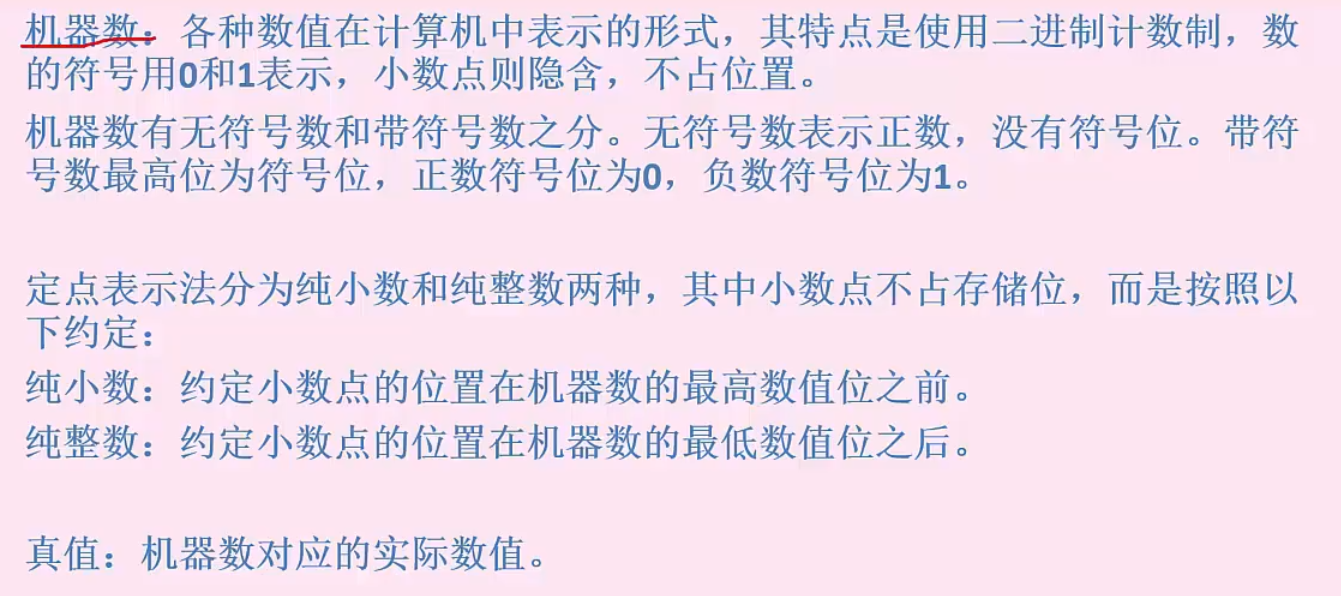 机器数：各种数值在计算机中表示的形式，其特点是使用二进制计数制，数
的符号用0和1表示，小数点则隐含，不占位置。
机器数有无符号数和带符号数之分。无符号数表示正数，没有符号位。带符
号数最高位为符号位，正数符号位为0，负数符号位为1。
定点表示法分为纯小数和纯整数两种，其中小数点不占存储位，而是按照以
下约定：
纯小数：约定小数点的位置在机器数的最高数值位之前。
纯整数：约定小数点的位置在机器数的最低数值位之后。
真值：机器数对应的实际数值。